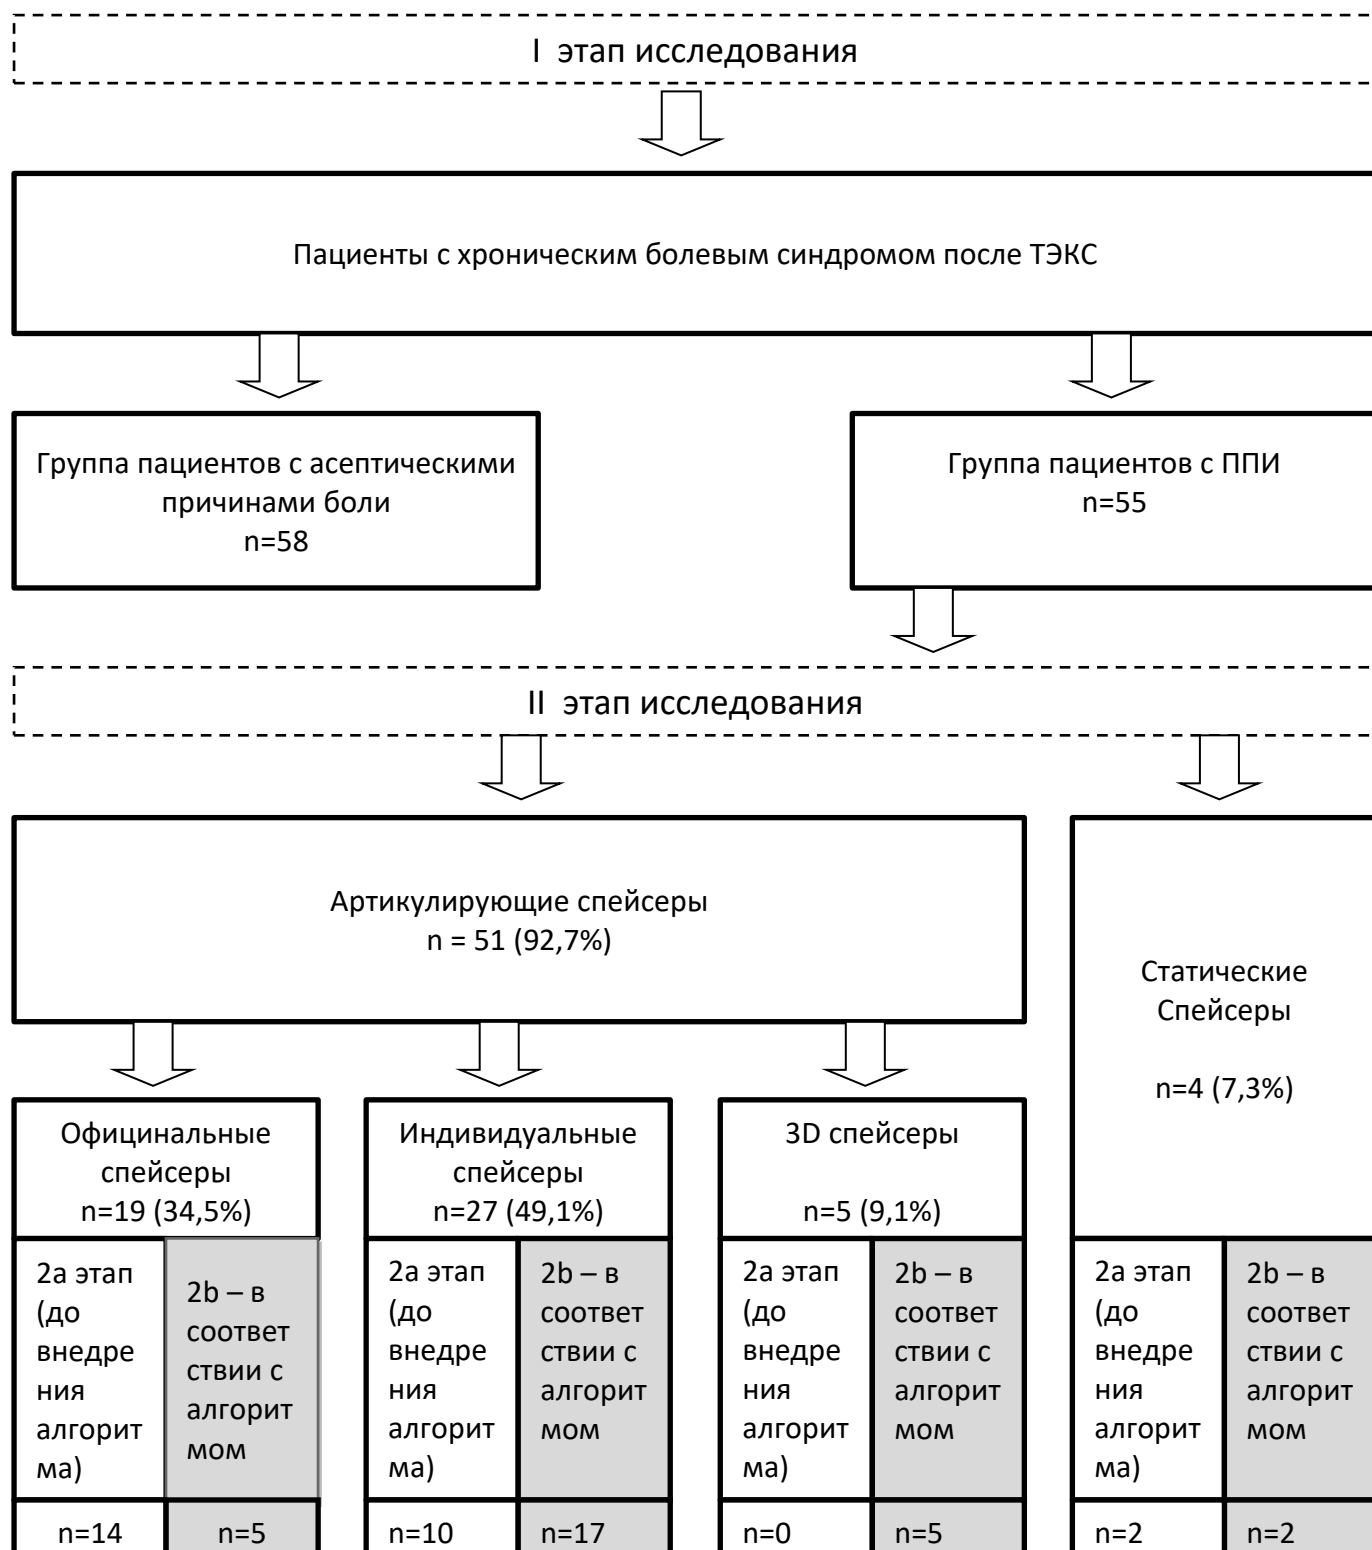 I этап исследования
Пациенты с хроническим болевым синдромом после ТЭКС
Группа пациентов с асептическими
причинами боли
n=58
Группа пациентов с ППИ
n=55
II этап исследования
Артикулирующие спейсеры
n = 51 (92,7%)
Статические
Спейсеры
n=4 (7,3%)
Официнальные
спейсеры
n=19 (34,5%)
Индивидуальные
спейсеры
n=27 (49,1%)
3D спейсеры
n=5 (9,1%)
2a этап
(до
внедре
ния
алгорит
ма)
2b – в
соответ
ствии с
алгорит
мом
2a этап
(до
внедре
ния
алгорит
ма)
2b – в
соответ
ствии с
алгорит
мом
2a этап
(до
внедре
ния
алгорит
ма)
2b – в
соответ
ствии с
алгорит
мом
2a этап
(до
внедре
ния
алгорит
ма)
2b – в
соответ
ствии с
алгорит
мом
n=14
n=5
n=10
n=17
n=0
n=5
n=2
n=2